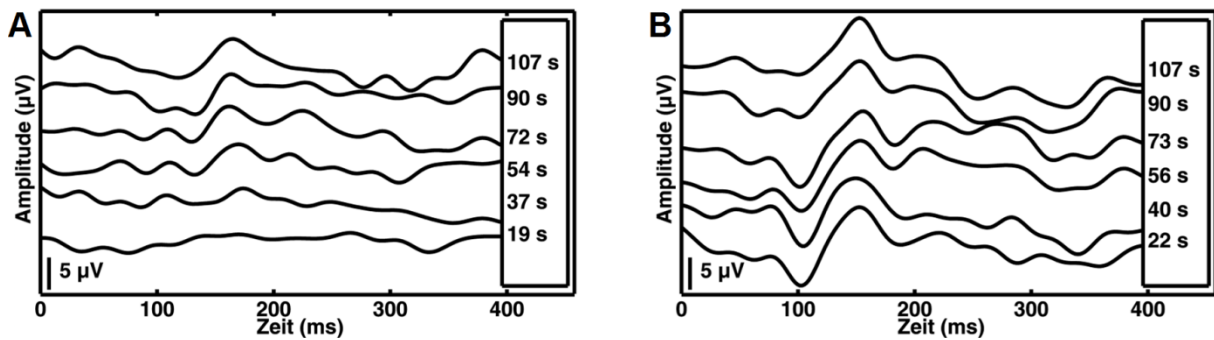 A
Amplitude (µV)
107 s
90 s
72 s
54 s
37 s
19 s
5 µV
0 100 200 300 400
Zeit (ms)
B
Amplitude (µV)
107 s
90 s
73 s
56 s
40 s
22 s
5 µV
0 100 200 300 400
Zeit (ms)